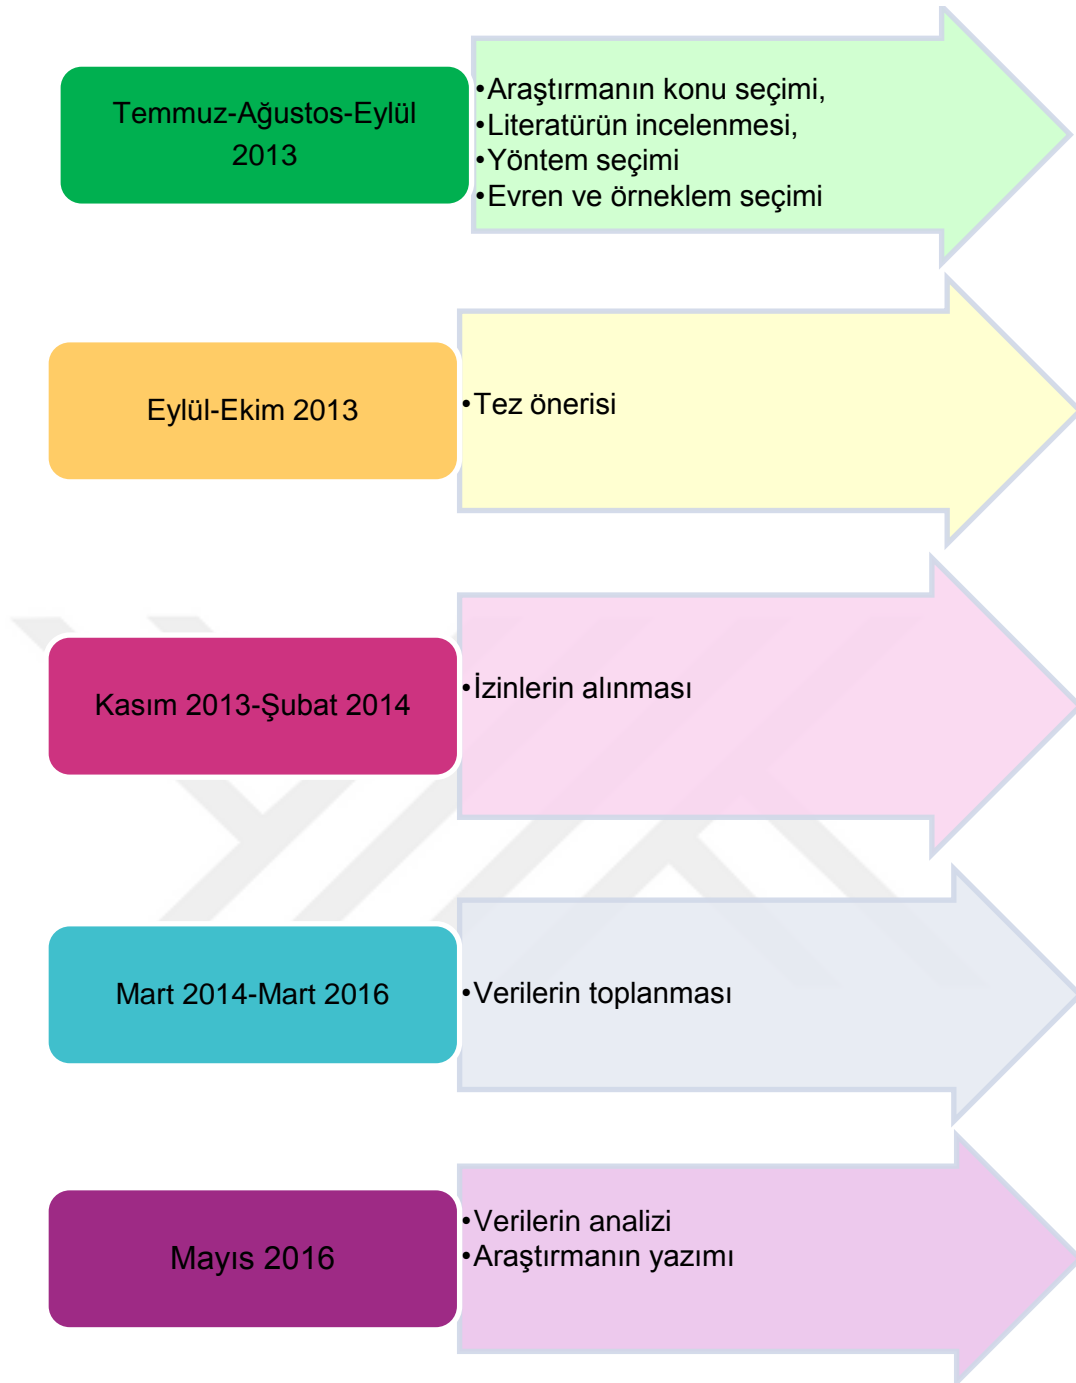 Temmuz-Ağustos-Eylül
2013
•Araştırmanın konu seçimi,
•Literatürün incelenmesi,
•Yöntem seçimi
•Evren ve örneklem seçimi
Eylül-Ekim 2013
•Tez önerisi
Kasım 2013-Şubat 2014
•İzinlerin alınması
Mart 2014-Mart 2016
•Verilerin toplanması
Mayıs 2016
•Verilerin analizi
•Araştırmanın yazımı